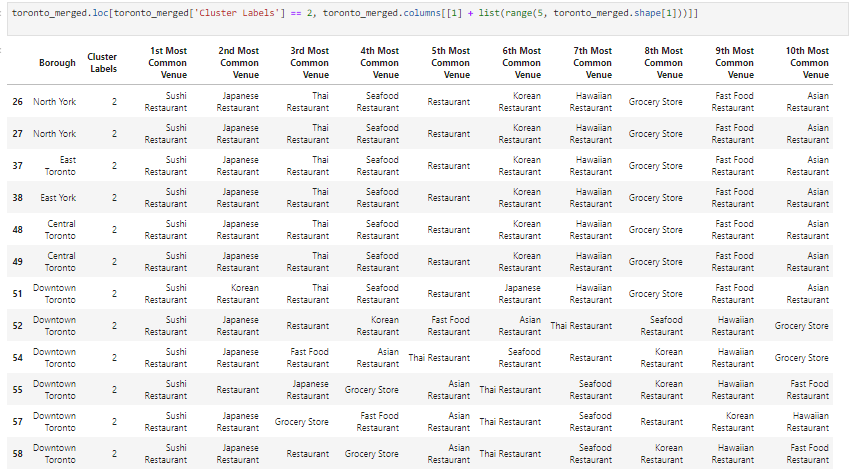 toronto_merged.loc[toronto_merged['Cluster Labels'] == 2, toronto_merged.columns[[1] + list(range(5, toronto_merged.shape[1]))]]
Borough Cluster Labels 1st Most Common Venue 2nd Most Common Venue 3rd Most Common Venue 4th Most Common Venue 5th Most Common Venue 6th Most Common Venue 7th Most Common Venue 8th Most Common Venue 9th Most Common Venue 10th Most Common Venue
26 North York 2 Sushi Restaurant Japanese Restaurant Thai Restaurant Seafood Restaurant Restaurant Korean Restaurant Hawaiian Restaurant Grocery Store Fast Food Restaurant Asian Restaurant
27 North York 2 Sushi Restaurant Japanese Restaurant Thai Restaurant Seafood Restaurant Restaurant Korean Restaurant Hawaiian Restaurant Grocery Store Fast Food Restaurant Asian Restaurant
37 East Toronto 2 Sushi Restaurant Japanese Restaurant Thai Restaurant Seafood Restaurant Restaurant Korean Restaurant Hawaiian Restaurant Grocery Store Fast Food Restaurant Asian Restaurant
38 East York 2 Sushi Restaurant Japanese Restaurant Thai Restaurant Seafood Restaurant Restaurant Korean Restaurant Hawaiian Restaurant Grocery Store Fast Food Restaurant Asian Restaurant
48 Central Toronto 2 Sushi Restaurant Japanese Restaurant Thai Restaurant Seafood Restaurant Restaurant Korean Restaurant Hawaiian Restaurant Grocery Store Fast Food Restaurant Asian Restaurant
49 Central Toronto 2 Sushi Restaurant Japanese Restaurant Thai Restaurant Seafood Restaurant Restaurant Korean Restaurant Hawaiian Restaurant Grocery Store Fast Food Restaurant Asian Restaurant
51 Downtown Toronto 2 Sushi Restaurant Korean Restaurant Thai Restaurant Seafood Restaurant Restaurant Japanese Restaurant Hawaiian Restaurant Grocery Store Fast Food Restaurant Asian Restaurant
52 Downtown Toronto 2 Sushi Restaurant Japanese Restaurant Restaurant Korean Restaurant Fast Food Restaurant Asian Restaurant Thai Restaurant Seafood Restaurant Hawaiian Restaurant Grocery Store
54 Downtown Toronto 2 Sushi Restaurant Japanese Restaurant Fast Food Restaurant Asian Restaurant Thai Restaurant Seafood Restaurant Restaurant Korean Restaurant Hawaiian Restaurant Grocery Store
55 Downtown Toronto 2 Sushi Restaurant Restaurant Japanese Restaurant Grocery Store Asian Restaurant Thai Restaurant Seafood Restaurant Korean Restaurant Hawaiian Restaurant Fast Food Restaurant
57 Downtown Toronto 2 Sushi Restaurant Japanese Restaurant Grocery Store Fast Food Restaurant Asian Restaurant Thai Restaurant Seafood Restaurant Restaurant Korean Restaurant Hawaiian Restaurant
58 Downtown Toronto 2 Sushi Restaurant Japanese Restaurant Restaurant Grocery Store Asian Restaurant Thai Restaurant Seafood Restaurant Korean Restaurant Hawaiian Restaurant Fast Food Restaurant